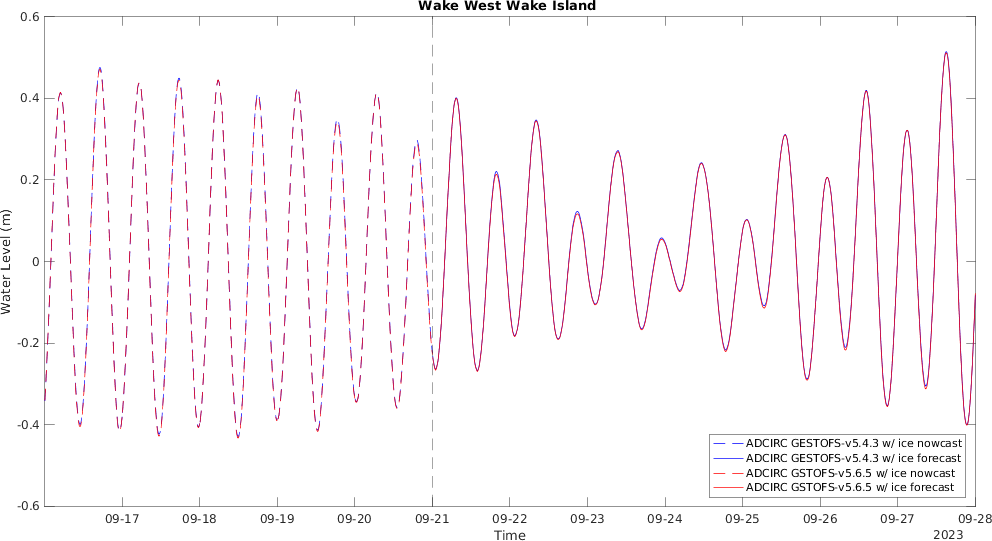 Wake West Wake Island
0.6
0.4
0.2
0
-0.2
-0.4
-0.6
Water Level (m)
ADCIRC GESTOFS-v5.4.3 w/ ice nowcast
ADCIRC GESTOFS-v5.4.3 w/ ice forecast
ADCIRC GSTOFS-v5.6.5 w/ ice nowcast
ADCIRC GSTOFS-v5.6.5 w/ ice forecast
09-17 09-18 09-19 09-20 09-21 09-22 09-23 09-24 09-25 09-26 09-27 09-28
Time
2023